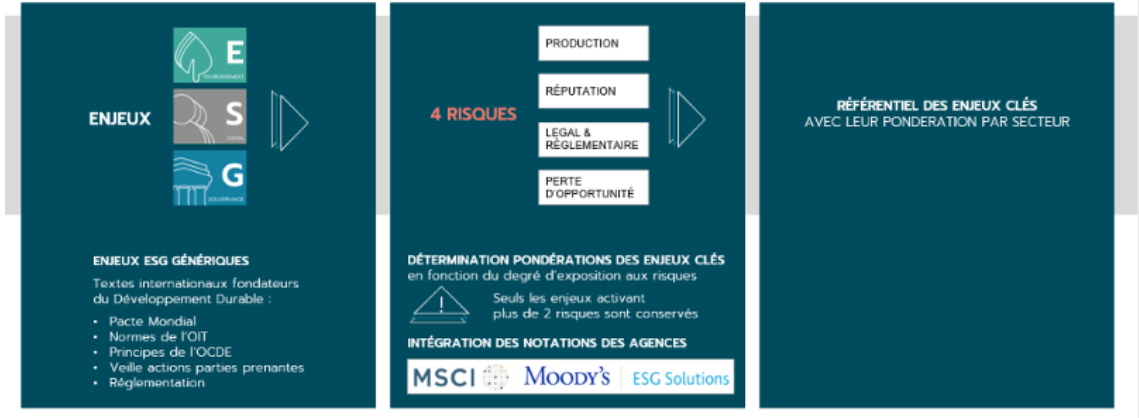 ENJEUX
E
ENVIRONNEMENT
S
SOCIAL
G
GOUVERNANCE
ENJEUX ESG GÉNÉRIQUES
Textes internationaux fondateurs
du Développement Durable :
• Pacte Mondial
• Normes de l'OIT
• Principes de l'OCDE
• Veille actions parties prenantes
• Réglementation
4 RISQUES
PRODUCTION
RÉPUTATION
LEGAL &
RÈGLEMENTAIRE
PERTE
D'OPPORTUNITÉ
DÉTERMINATION PONDÉRATIONS DES ENJEUX CLÉS
en fonction du degré d'exposition aux risques
!
Seuls les enjeux activant
plus de 2 risques sont conservés
INTÉGRATION DES NOTATIONS DES AGENCES
MSCI MOODY'S | ESG Solutions
RÉFÉRENTIEL DES ENJEUX CLÉS
AVEC LEUR PONDERATION PAR SECTEUR